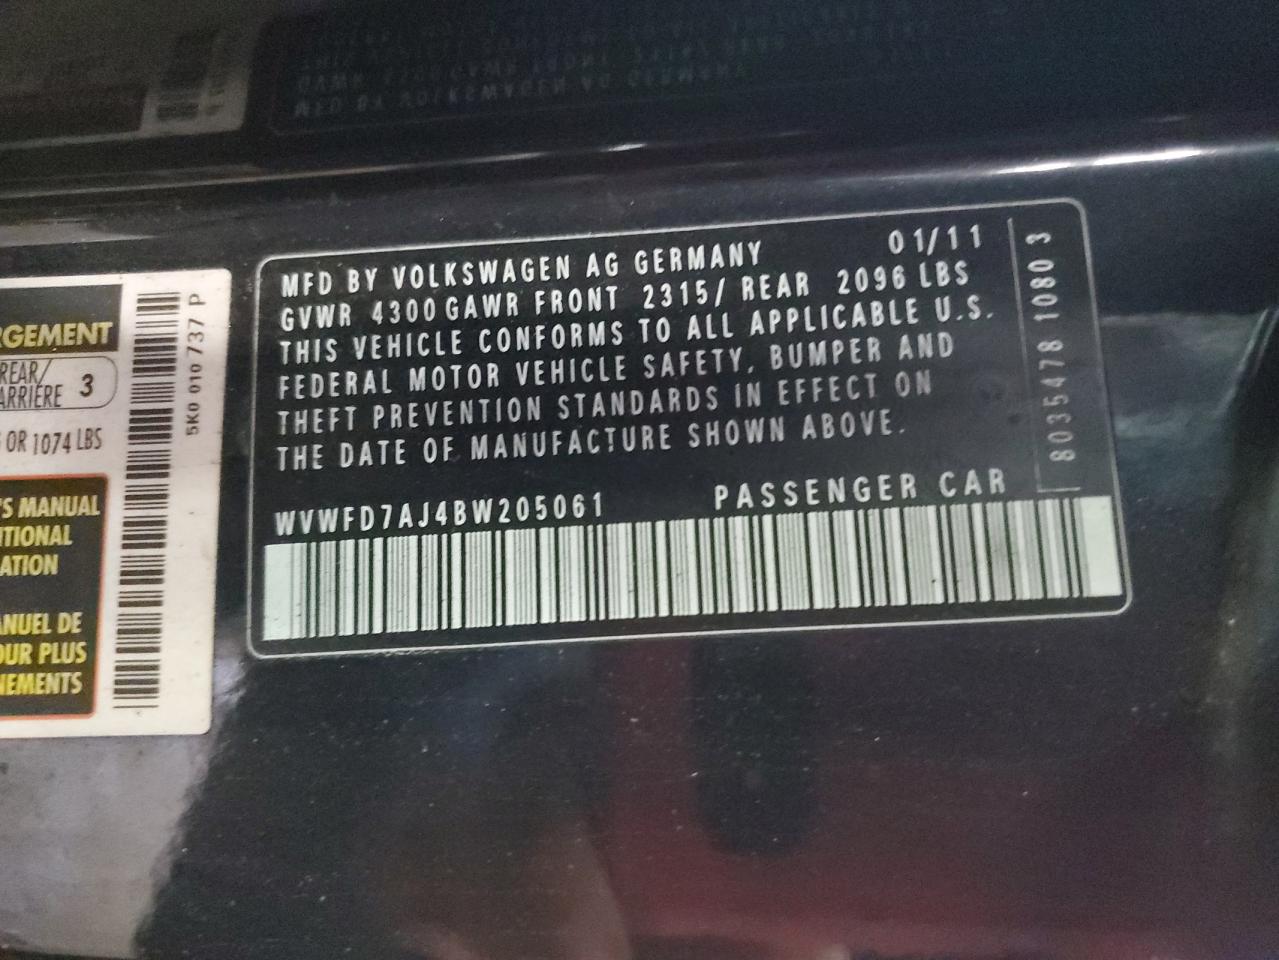 RGEMENT
REAR/
ARRIÈRE 3
OR 1074 LBS
'S MANUAL
ITIONAL
ATION
ANUEL DE
OUR PLUS
NEMENTS
5K0 010 737 P
MFD BY VOLKSWAGEN AG GERMANY 01/11
GVWR 4300 GAWR FRONT 2315/ REAR 2096 LBS
THIS VEHICLE CONFORMS TO ALL APPLICABLE U.S.
FEDERAL MOTOR VEHICLE SAFETY, BUMPER AND
THEFT PREVENTION STANDARDS IN EFFECT ON
THE DATE OF MANUFACTURE SHOWN ABOVE.
WVWFD7AJ4BW205061 PASSENGER CAR
8035478 10803